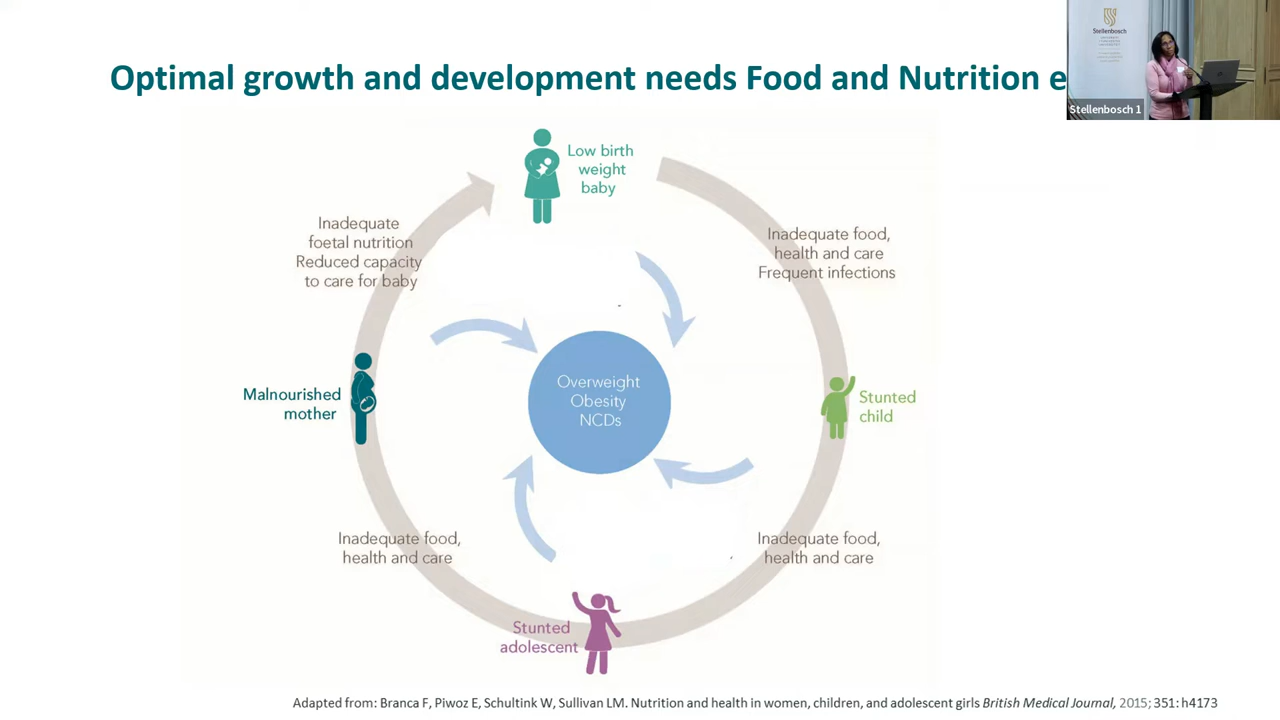 Optimal growth and development needs Food and Nutrition e
Stellenbosch
Stellenbosch 1
Low birth
weight
baby
Inadequate
foetal nutrition
Reduced capacity
to care for baby
Inadequate food,
health and care
Frequent infections
Overweight
Obesity
NCDs
Malnourished
mother
Stunted
child
Inadequate food,
health and care
Inadequate food,
health and care
Stunted
adolescent
Adapted from: Branca F, Piwoz E, Schultink W, Sullivan LM. Nutrition and health in women, children, and adolescent girls British Medical Journal, 2015; 351: h4173